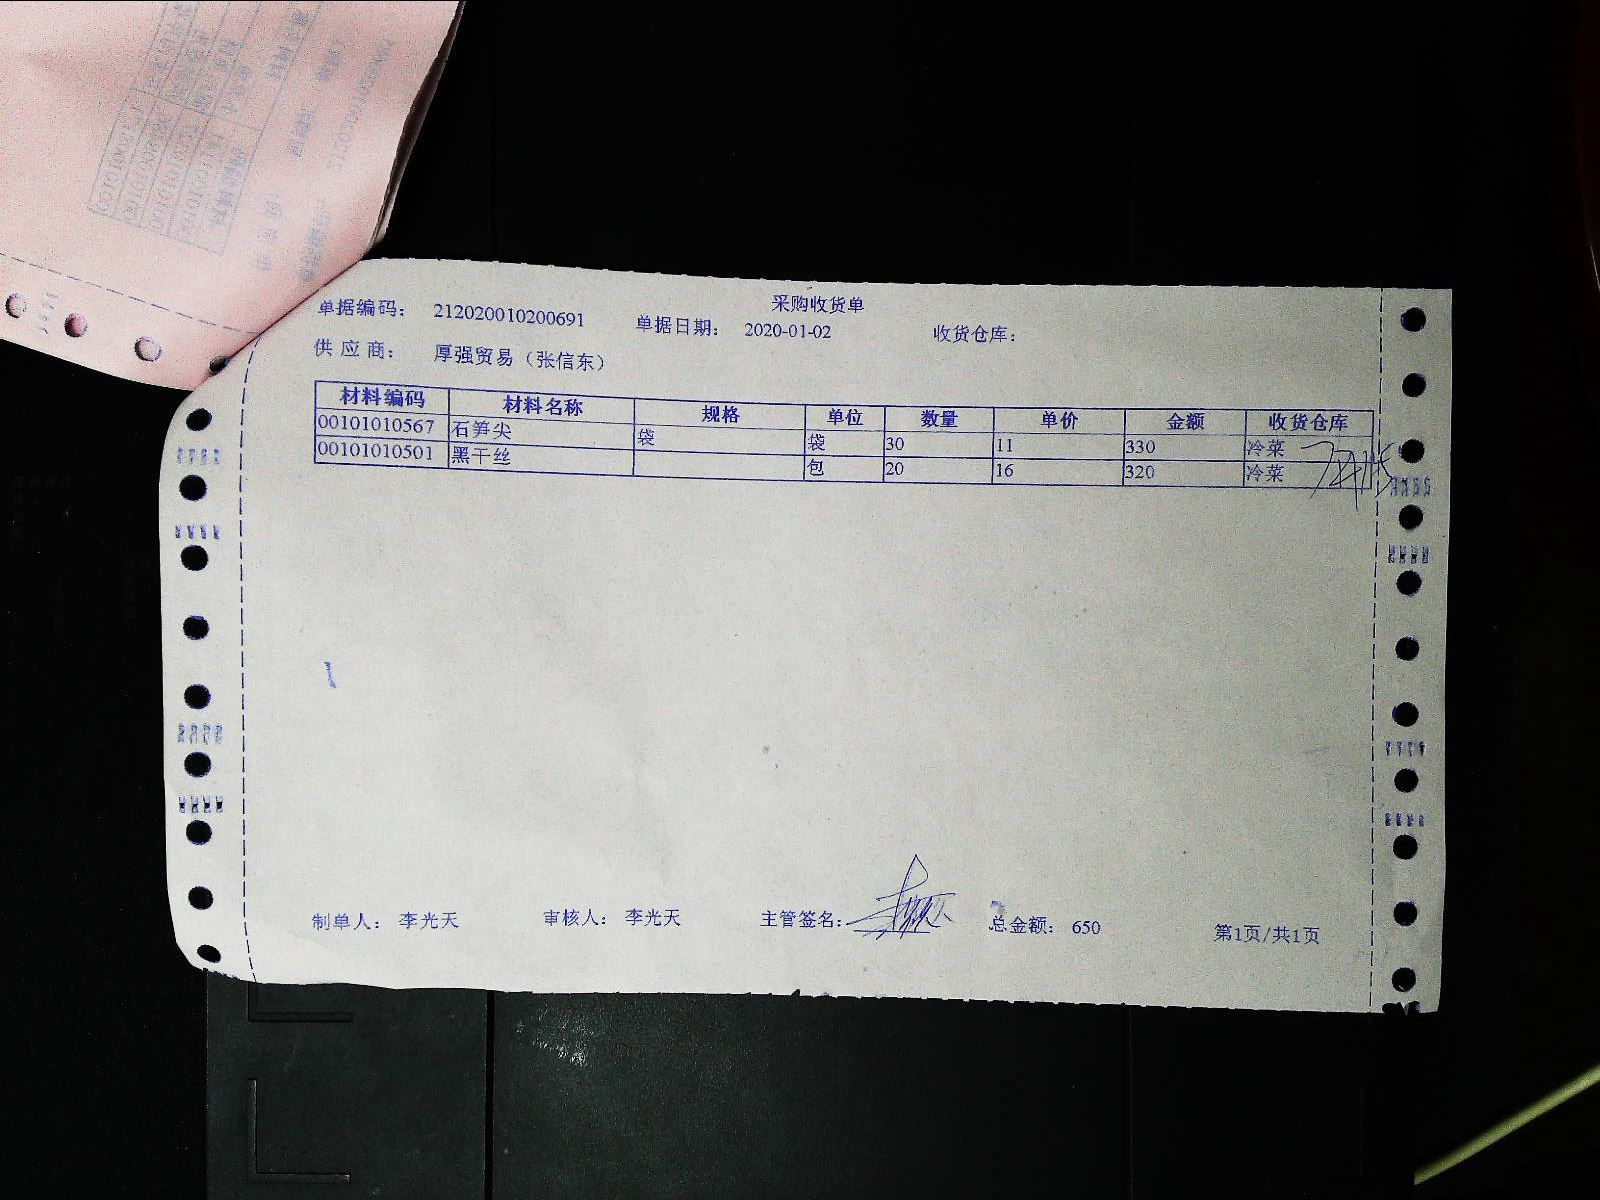 采购收货单
单据编码： 212020010200691 单据日期： 2020-01-02 收货仓库：
供 应 商： 厚强贸易（张信东）
材料编码 材料名称 规格 单位 数量 单价 金额 收货仓库
00101010567 石笋尖 袋 袋 30 11 330 冷菜
00101010501 黑干丝 包 20 16 320 冷菜
制单人： 李光天 审核人： 李光天 主管签名: 总金额： 650 第1页/共1页